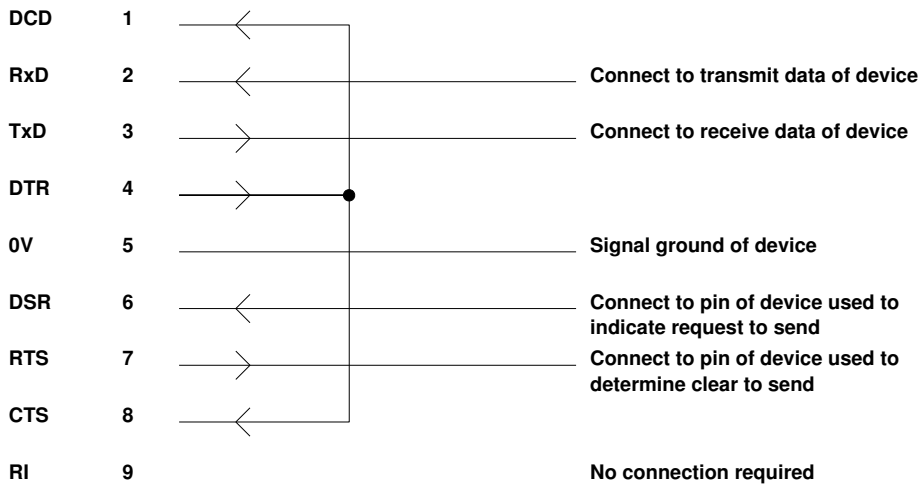 DCD 1
RxD 2 Connect to transmit data of device
TxD 3 Connect to receive data of device
DTR 4
0V 5 Signal ground of device
DSR 6 Connect to pin of device used to
indicate request to send
RTS 7 Connect to pin of device used to
determine clear to send
CTS 8
RI 9 No connection required